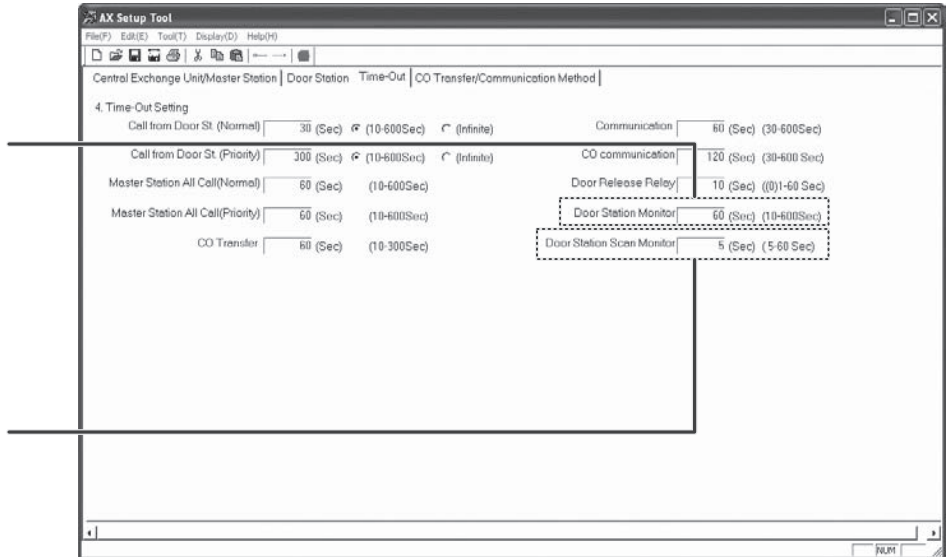 AX Setup Tool
File(F) Edit(E) Tool(T) Display(D) Help(H)
Central Exchange Unit/Master Station Door Station Time-Out CO Transfer/Communication Method
4. Time-Out Setting
Call from Door St. (Normal) 30 (Sec) (10-600Sec) (Infinite) Communication 60 (Sec) (30-600Sec)
Call from Door St. (Priority) 300 (Sec) (10-600Sec) (Infinite) CO communication 120 (Sec) (30-600 Sec)
Master Station All Call(Normal) 60 (Sec) (10-600Sec) Door Release Relay 10 (Sec) ((0)1-60 Sec)
Master Station All Call(Priority) 60 (Sec) (10-600Sec) Door Station Monitor 60 (Sec) (10-600Sec)
CO Transfer 60 (Sec) (10-300Sec) Door Station Scan Monitor 5 (Sec) ( 5-60 Sec)
NUM